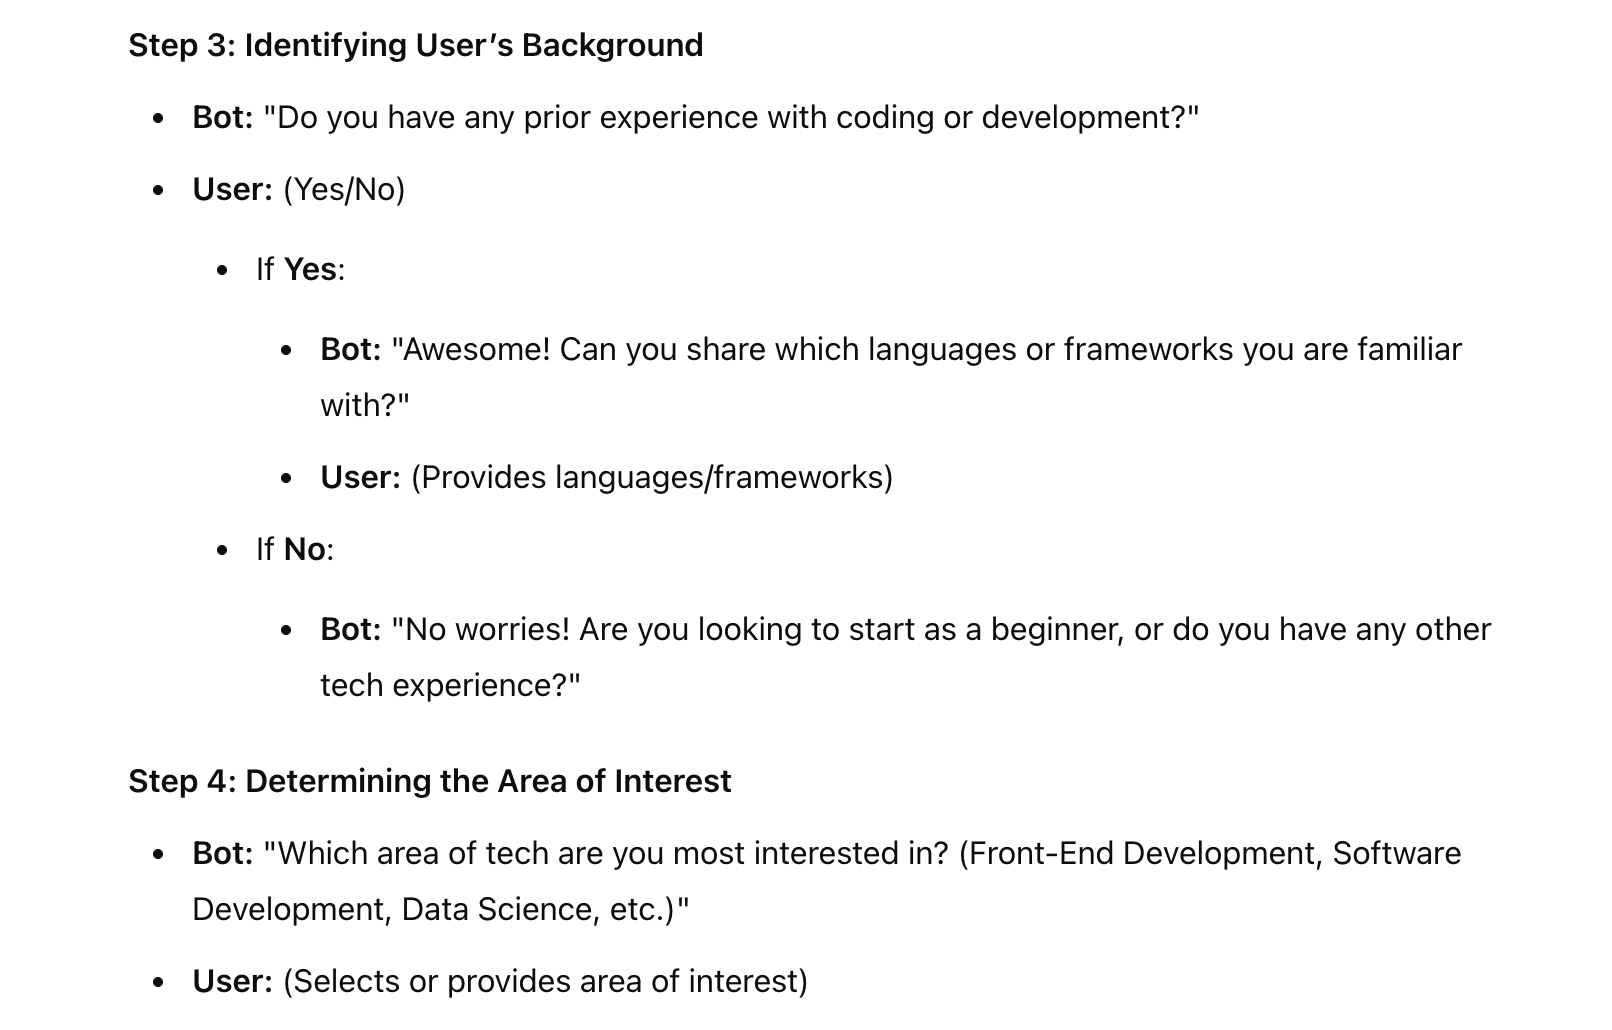 Step 3: Identifying User’s Background
• Bot: "Do you have any prior experience with coding or development?"
• User: (Yes/No)
• If Yes:
• Bot: "Awesome! Can you share which languages or frameworks you are familiar
with?"
• User: (Provides languages/frameworks)
• If No:
• Bot: "No worries! Are you looking to start as a beginner, or do you have any other
tech experience?"
Step 4: Determining the Area of Interest
• Bot: "Which area of tech are you most interested in? (Front-End Development, Software
Development, Data Science, etc.)"
• User: (Selects or provides area of interest)